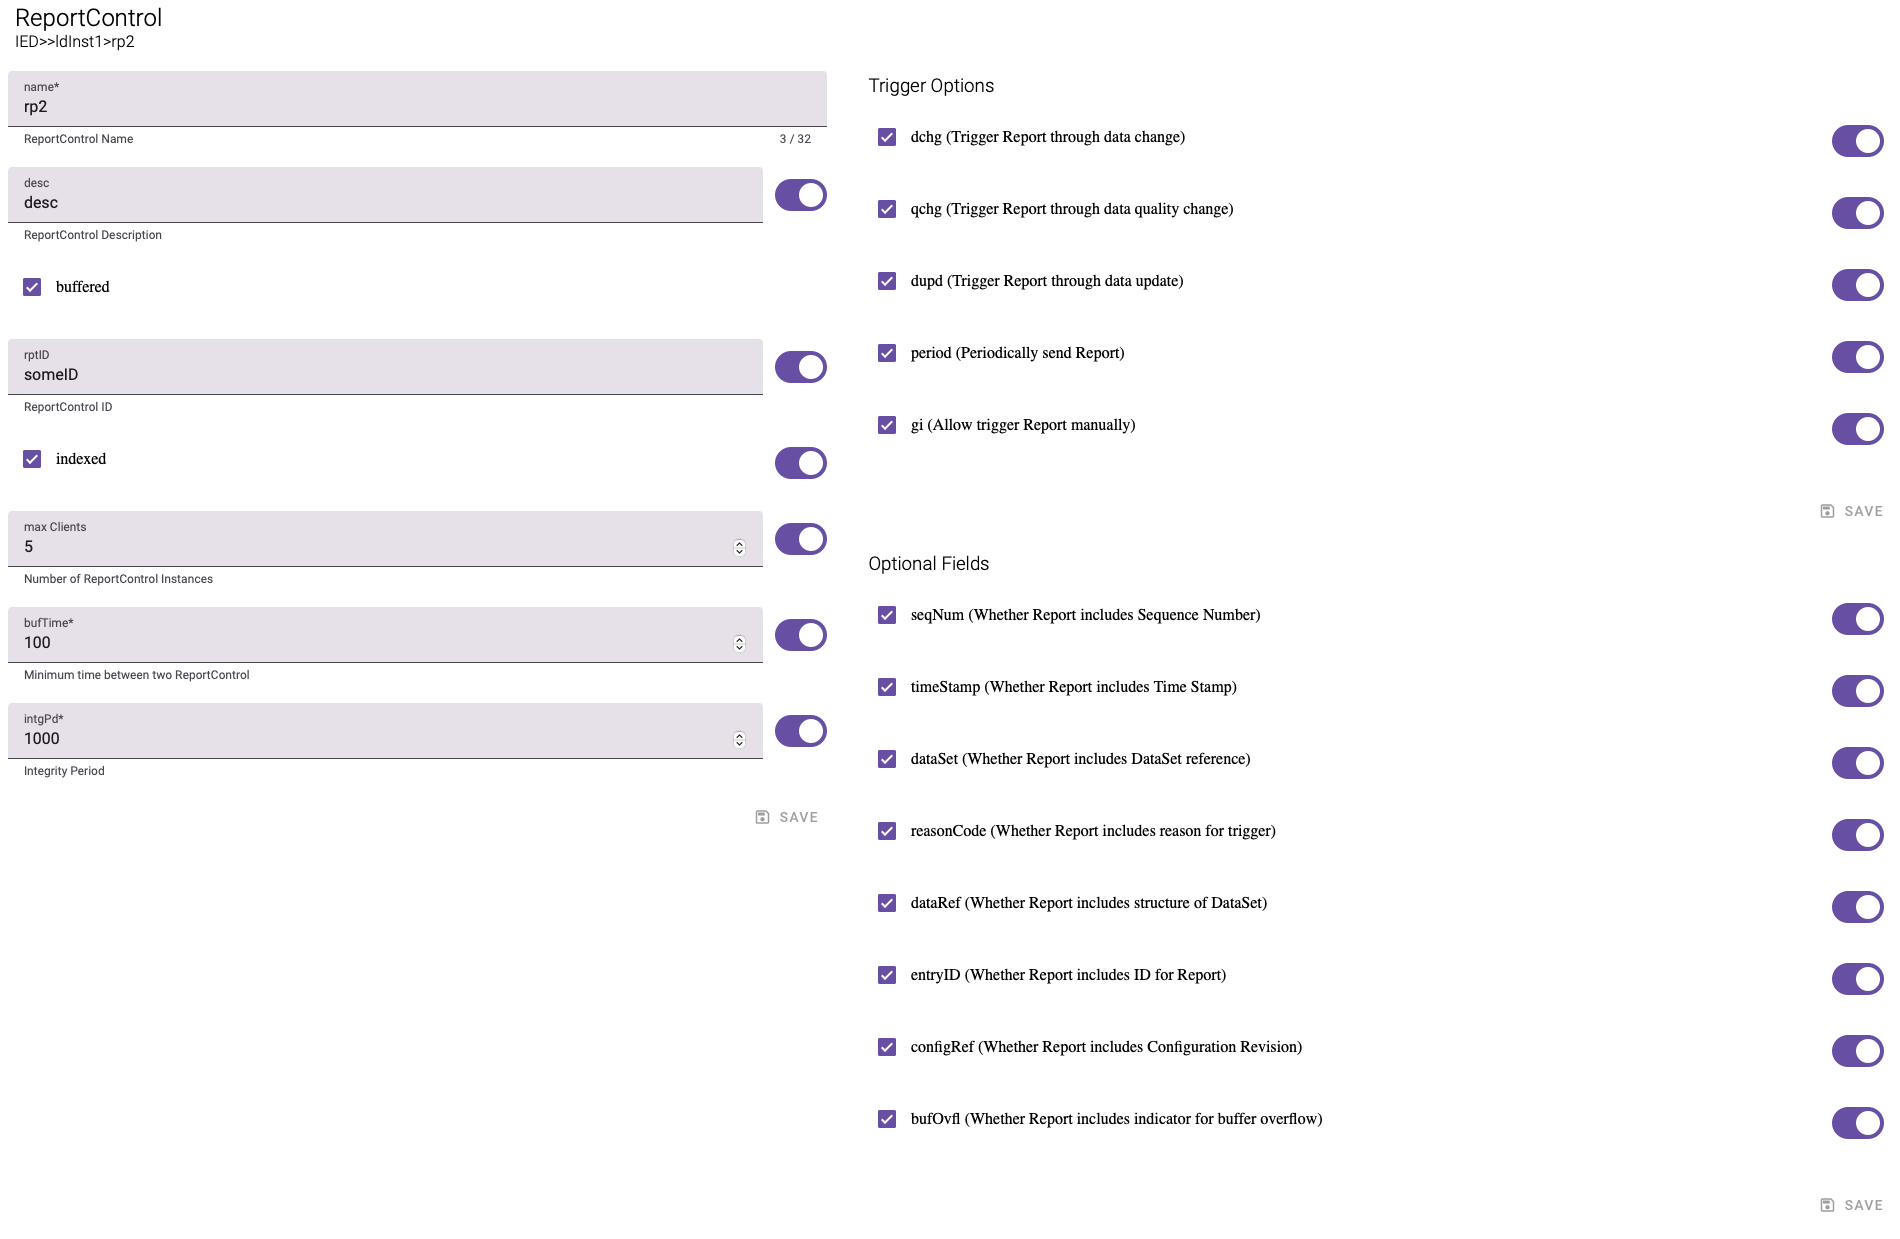 ReportControl
IED>>ldInst1>rp2
name*
rp2
ReportControl Name
3 / 32
desc
desc
ReportControl Description
buffered
rptID
someID
ReportControl ID
indexed
max Clients
5
Number of ReportControl Instances
bufTime*
100
Minimum time between two ReportControl
intgPd*
1000
Integrity Period
SAVE
Trigger Options
dchg (Trigger Report through data change)
qchg (Trigger Report through data quality change)
dupd (Trigger Report through data update)
period (Periodically send Report)
gi (Allow trigger Report manually)
SAVE
Optional Fields
seqNum (Whether Report includes Sequence Number)
timeStamp (Whether Report includes Time Stamp)
dataSet (Whether Report includes DataSet reference)
reasonCode (Whether Report includes reason for trigger)
dataRef (Whether Report includes structure of DataSet)
entryID (Whether Report includes ID for Report)
configRef (Whether Report includes Configuration Revision)
bufOvfl (Whether Report includes indicator for buffer overflow)
SAVE